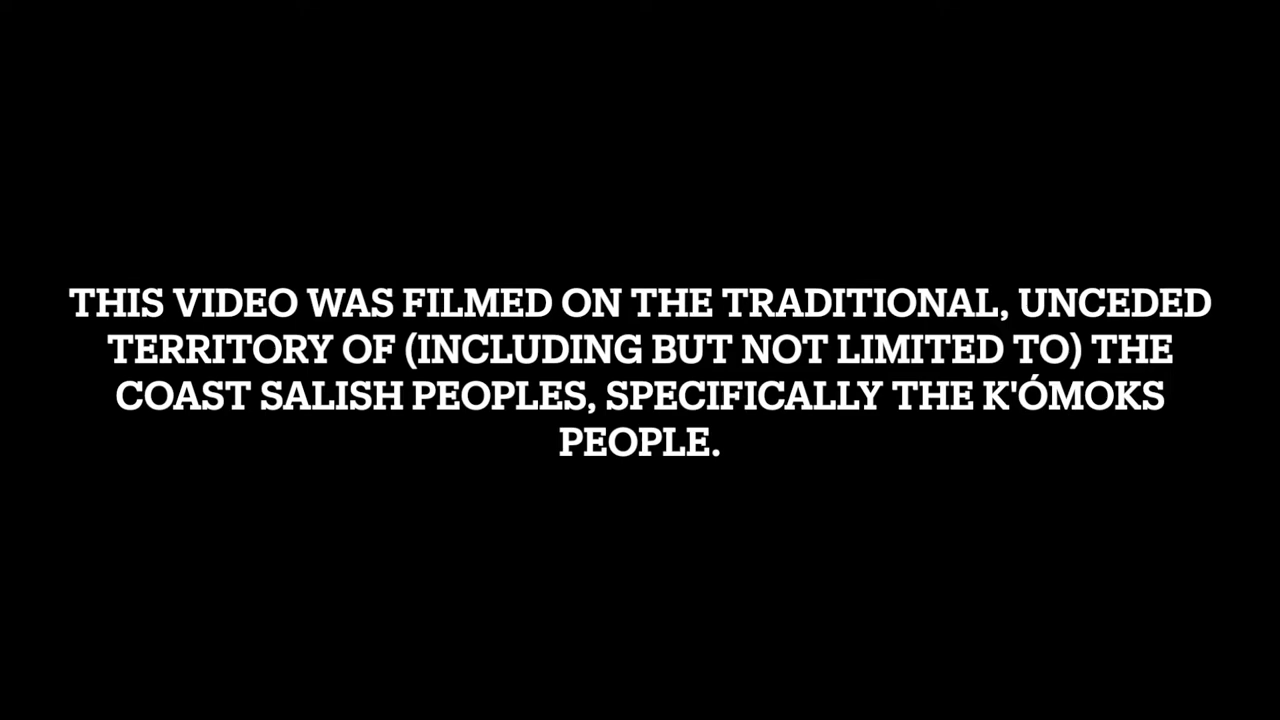 THIS VIDEO WAS FILMED ON THE TRADITIONAL, UNCEDED
TERRITORY OF (INCLUDING BUT NOT LIMITED TO) THE
COAST SALISH PEOPLES, SPECIFICALLY THE K'ÓMOKS
PEOPLE.